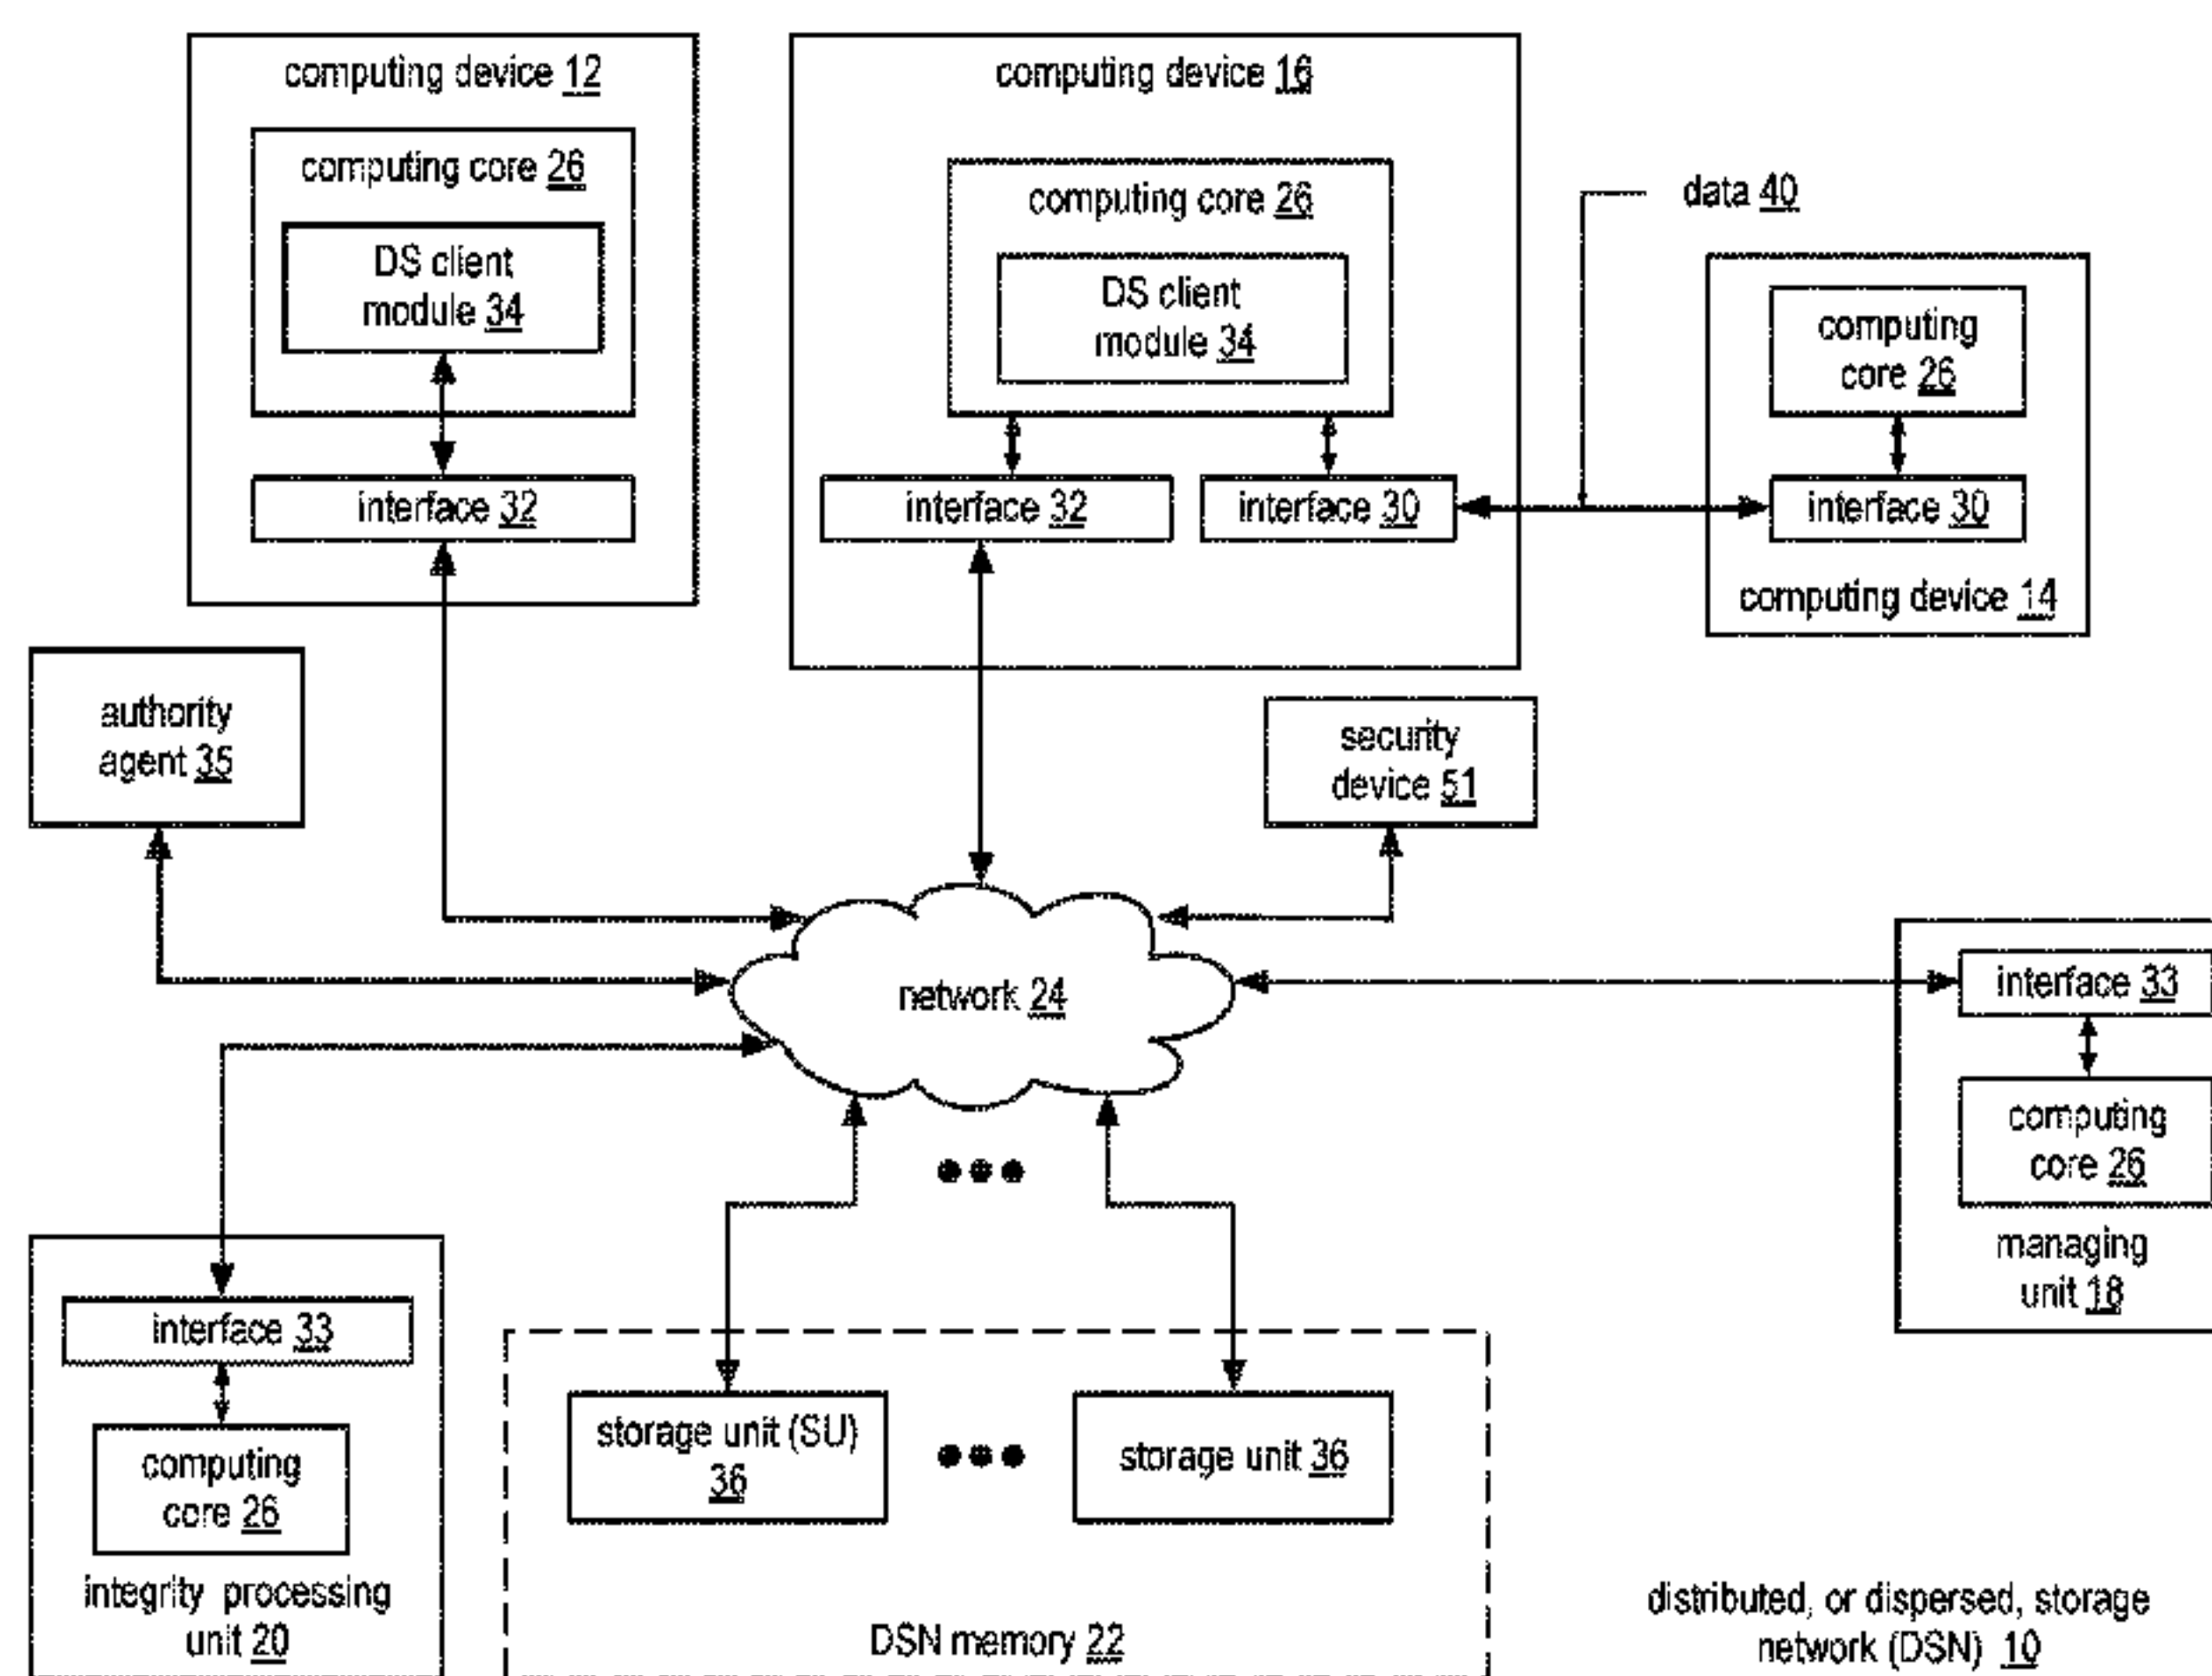 computing device 12
computing core 26
DS client
module 34
interface 32
computing device 16
computing core 26
DS client
module 34
interface 32
interface 30
data 40
computing
core 26
interface 30
computing device 14
authority
agent 35
security
device 51
network 24
interface 33
computing
core 26
managing
unit 18
interface 33
computing
core 26
integrity processing
unit 20
storage unit (SU)
36
storage unit 36
DSN memory 22
distributed, or dispersed, storage
network (DSN) 10